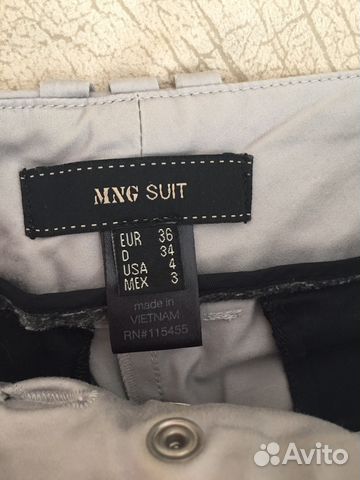 MNG SUIT
EUR 36
D 34
USA 4
MEX 3
made in
VIETNAM
RN#115455
Avito